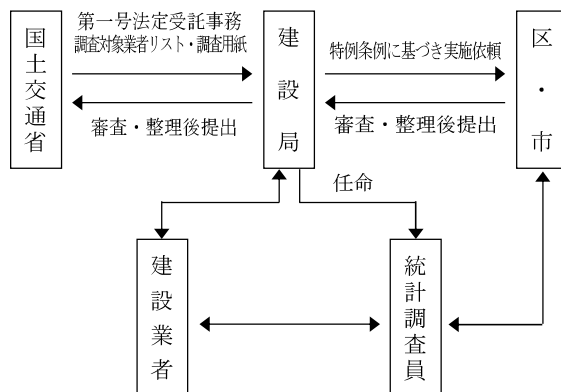 国土交通省
第一号法定受託事務
調査対象業者リスト・調査用紙
審査・整理後提出
建設局
特例条例に基づき実施依頼
審査・整理後提出
区・市
任命
建設業者
統計調査員